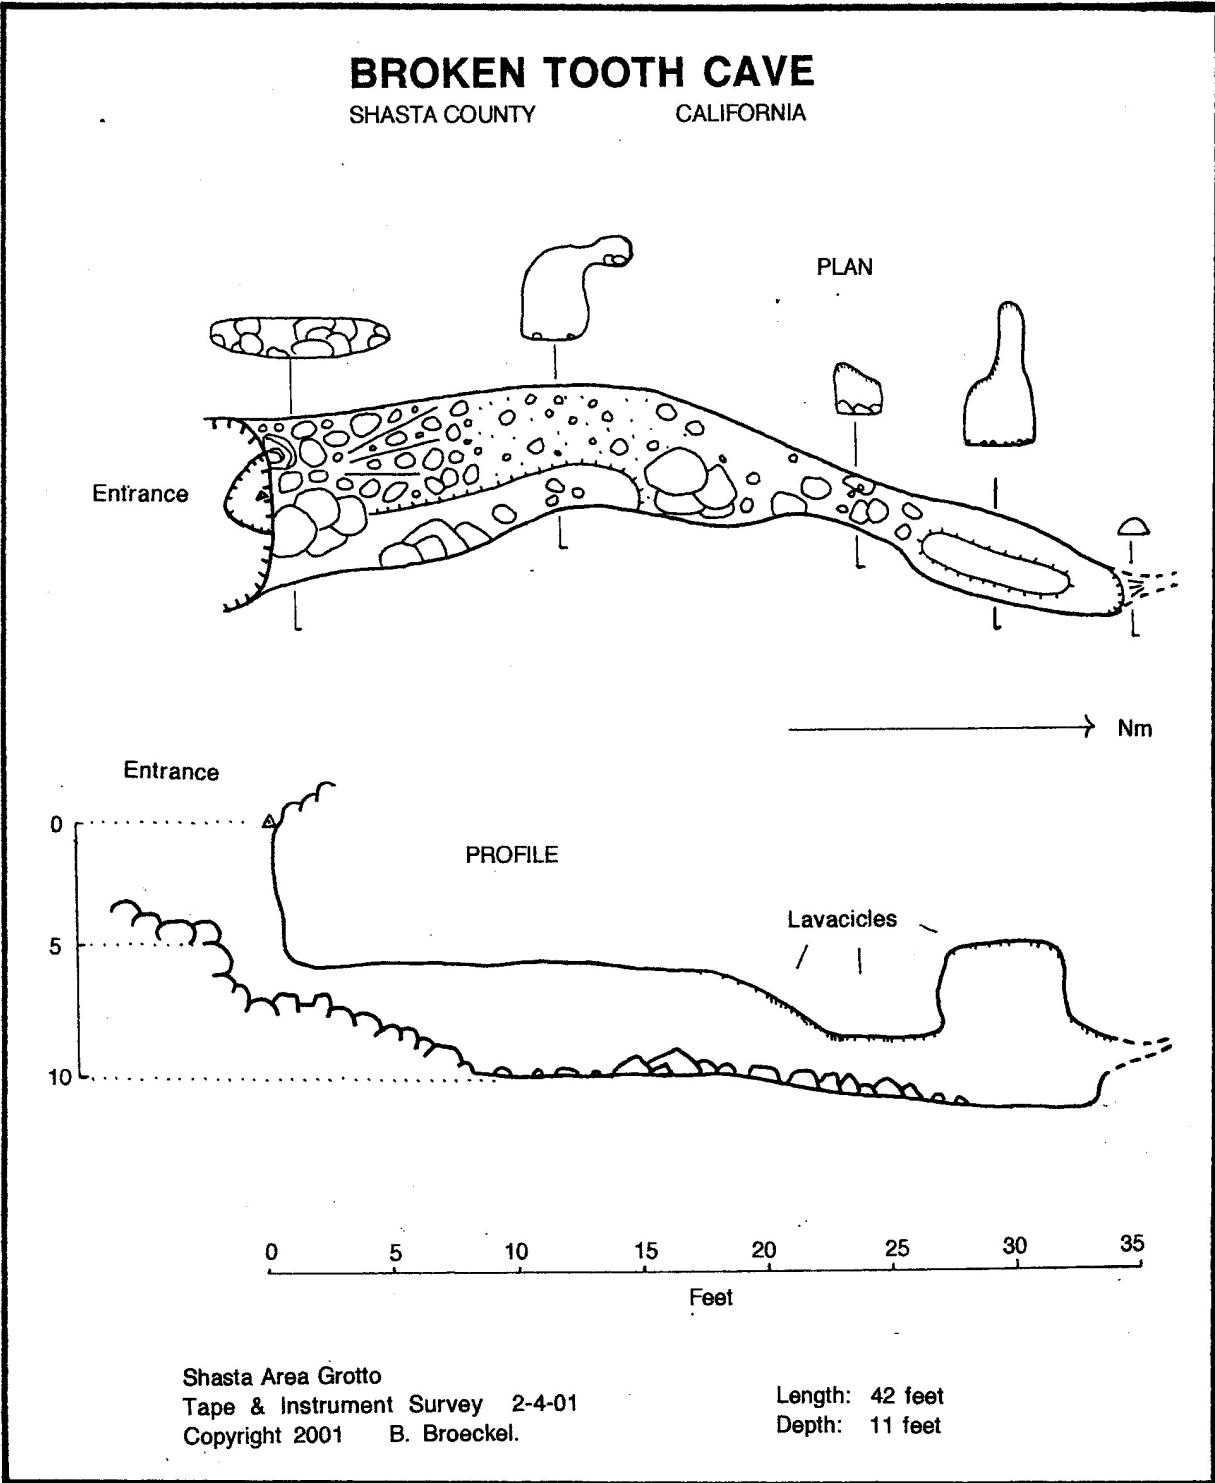 BROKEN TOOTH CAVE
SHASTA COUNTY CALIFORNIA
PLAN
Entrance
Nm
Entrance
0
PROFILE
Lavacicles
5
10
0 5 10 15 20 25 30 35
Feet
Shasta Area Grotto
Tape & Instrument Survey 2-4-01
Copyright 2001 B. Broeckel.
Length: 42 feet
Depth: 11 feet